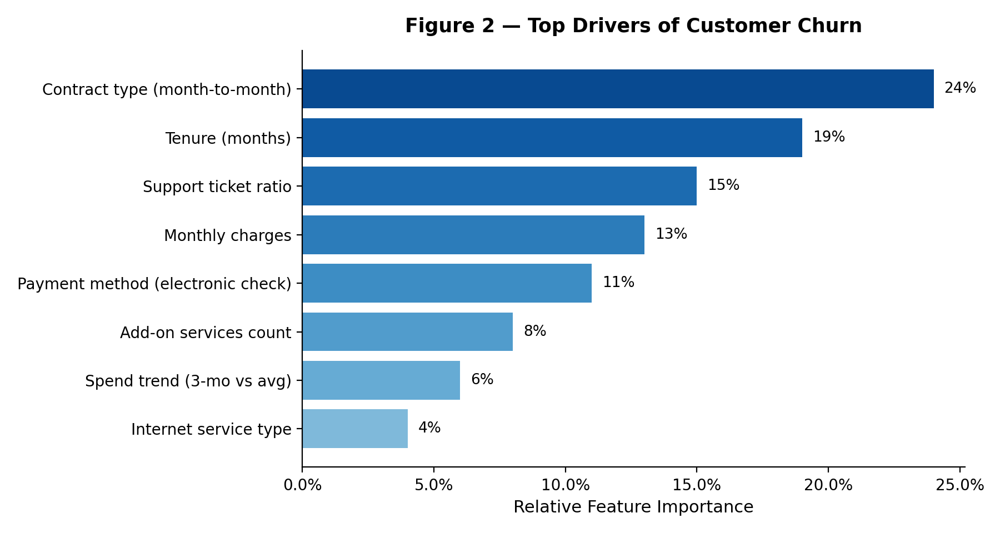 Figure 2 — Top Drivers of Customer Churn
Contract type (month-to-month)
24%
Tenure (months)
19%
Support ticket ratio
15%
Monthly charges
13%
Payment method (electronic check)
11%
Add-on services count
8%
Spend trend (3-mo vs avg)
6%
Internet service type
4%
0.0% 5.0% 10.0% 15.0% 20.0% 25.0%
Relative Feature Importance